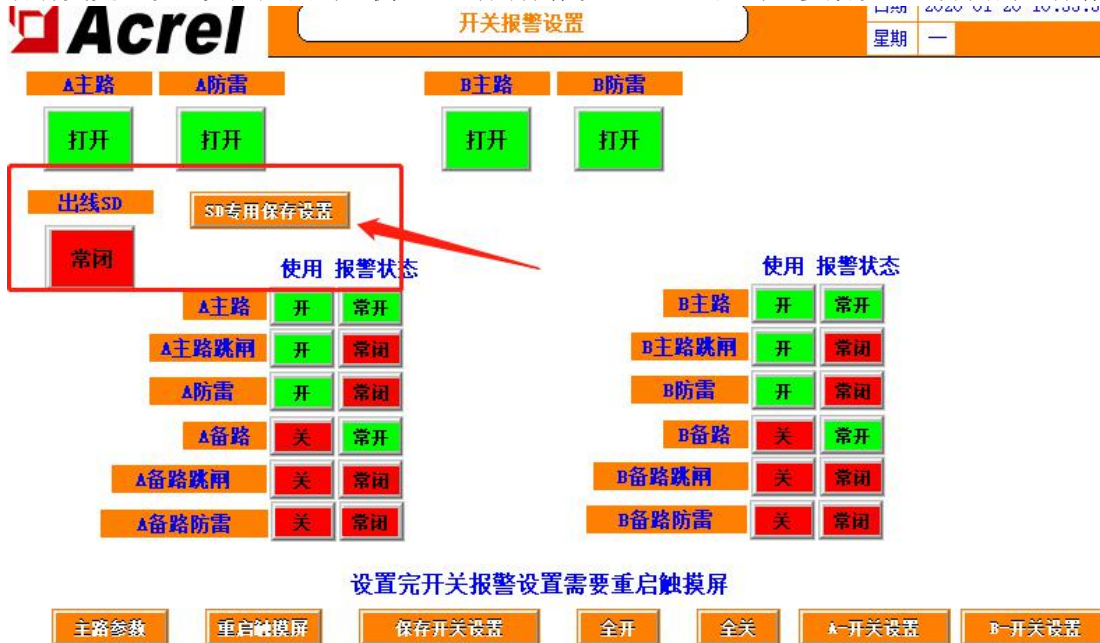 Acrel
开关报警设置
星期 一
A主路 A防雷 B主路 B防雷
打开 打开 打开 打开
出线SD SD专用保存设置
常闭
使用 报警状态 使用 报警状态
A主路 开 常开 B主路 开 常开
A主路跳闸 开 常闭 B主路跳闸 开 常闭
A防雷 开 常闭 B防雷 开 常闭
A备路 关 常开 B备路 关 常开
A备路跳闸 关 常闭 B备路跳闸 关 常闭
A备路防雷 关 常闭 B备路防雷 关 常闭
设置完开关报警设置需要重启触摸屏
主路参数 重启触摸屏 保存开关设置 全开 全关 A-开关设置 B-开关设置